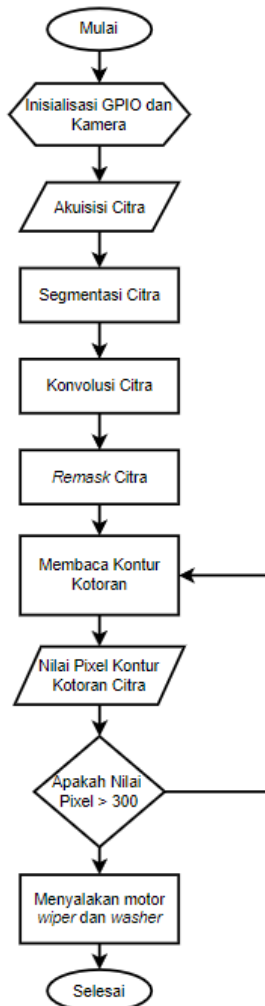 Mulai
Inisialisasi GPIO dan
Kamera
Akuisisi Citra
Segmentasi Citra
Konvolusi Citra
Remask Citra
Membaca Kontur
Kotoran
Nilai Pixel Kontur
Kotoran Citra
Apakah Nilai
Pixel > 300
Menyalakan motor
wiper dan washer
Selesai